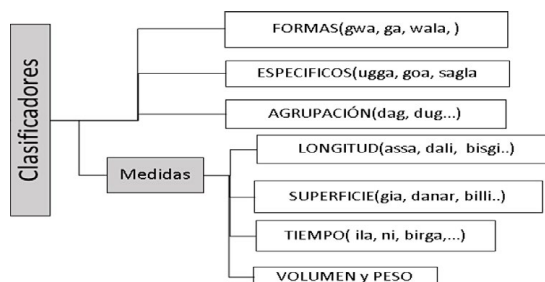 Clasificadores
FORMAS(gwa, ga, wala, )
ESPECIFICOS(ugga, goa, sagla
AGRUPACIÓN(dag, dug...)
Medidas
LONGITUD(assa, dali, bisgi..)
SUPERFICIE(gia, danar, billi..)
TIEMPO( ila, ni, birga,...)
VOLUMEN y PESO